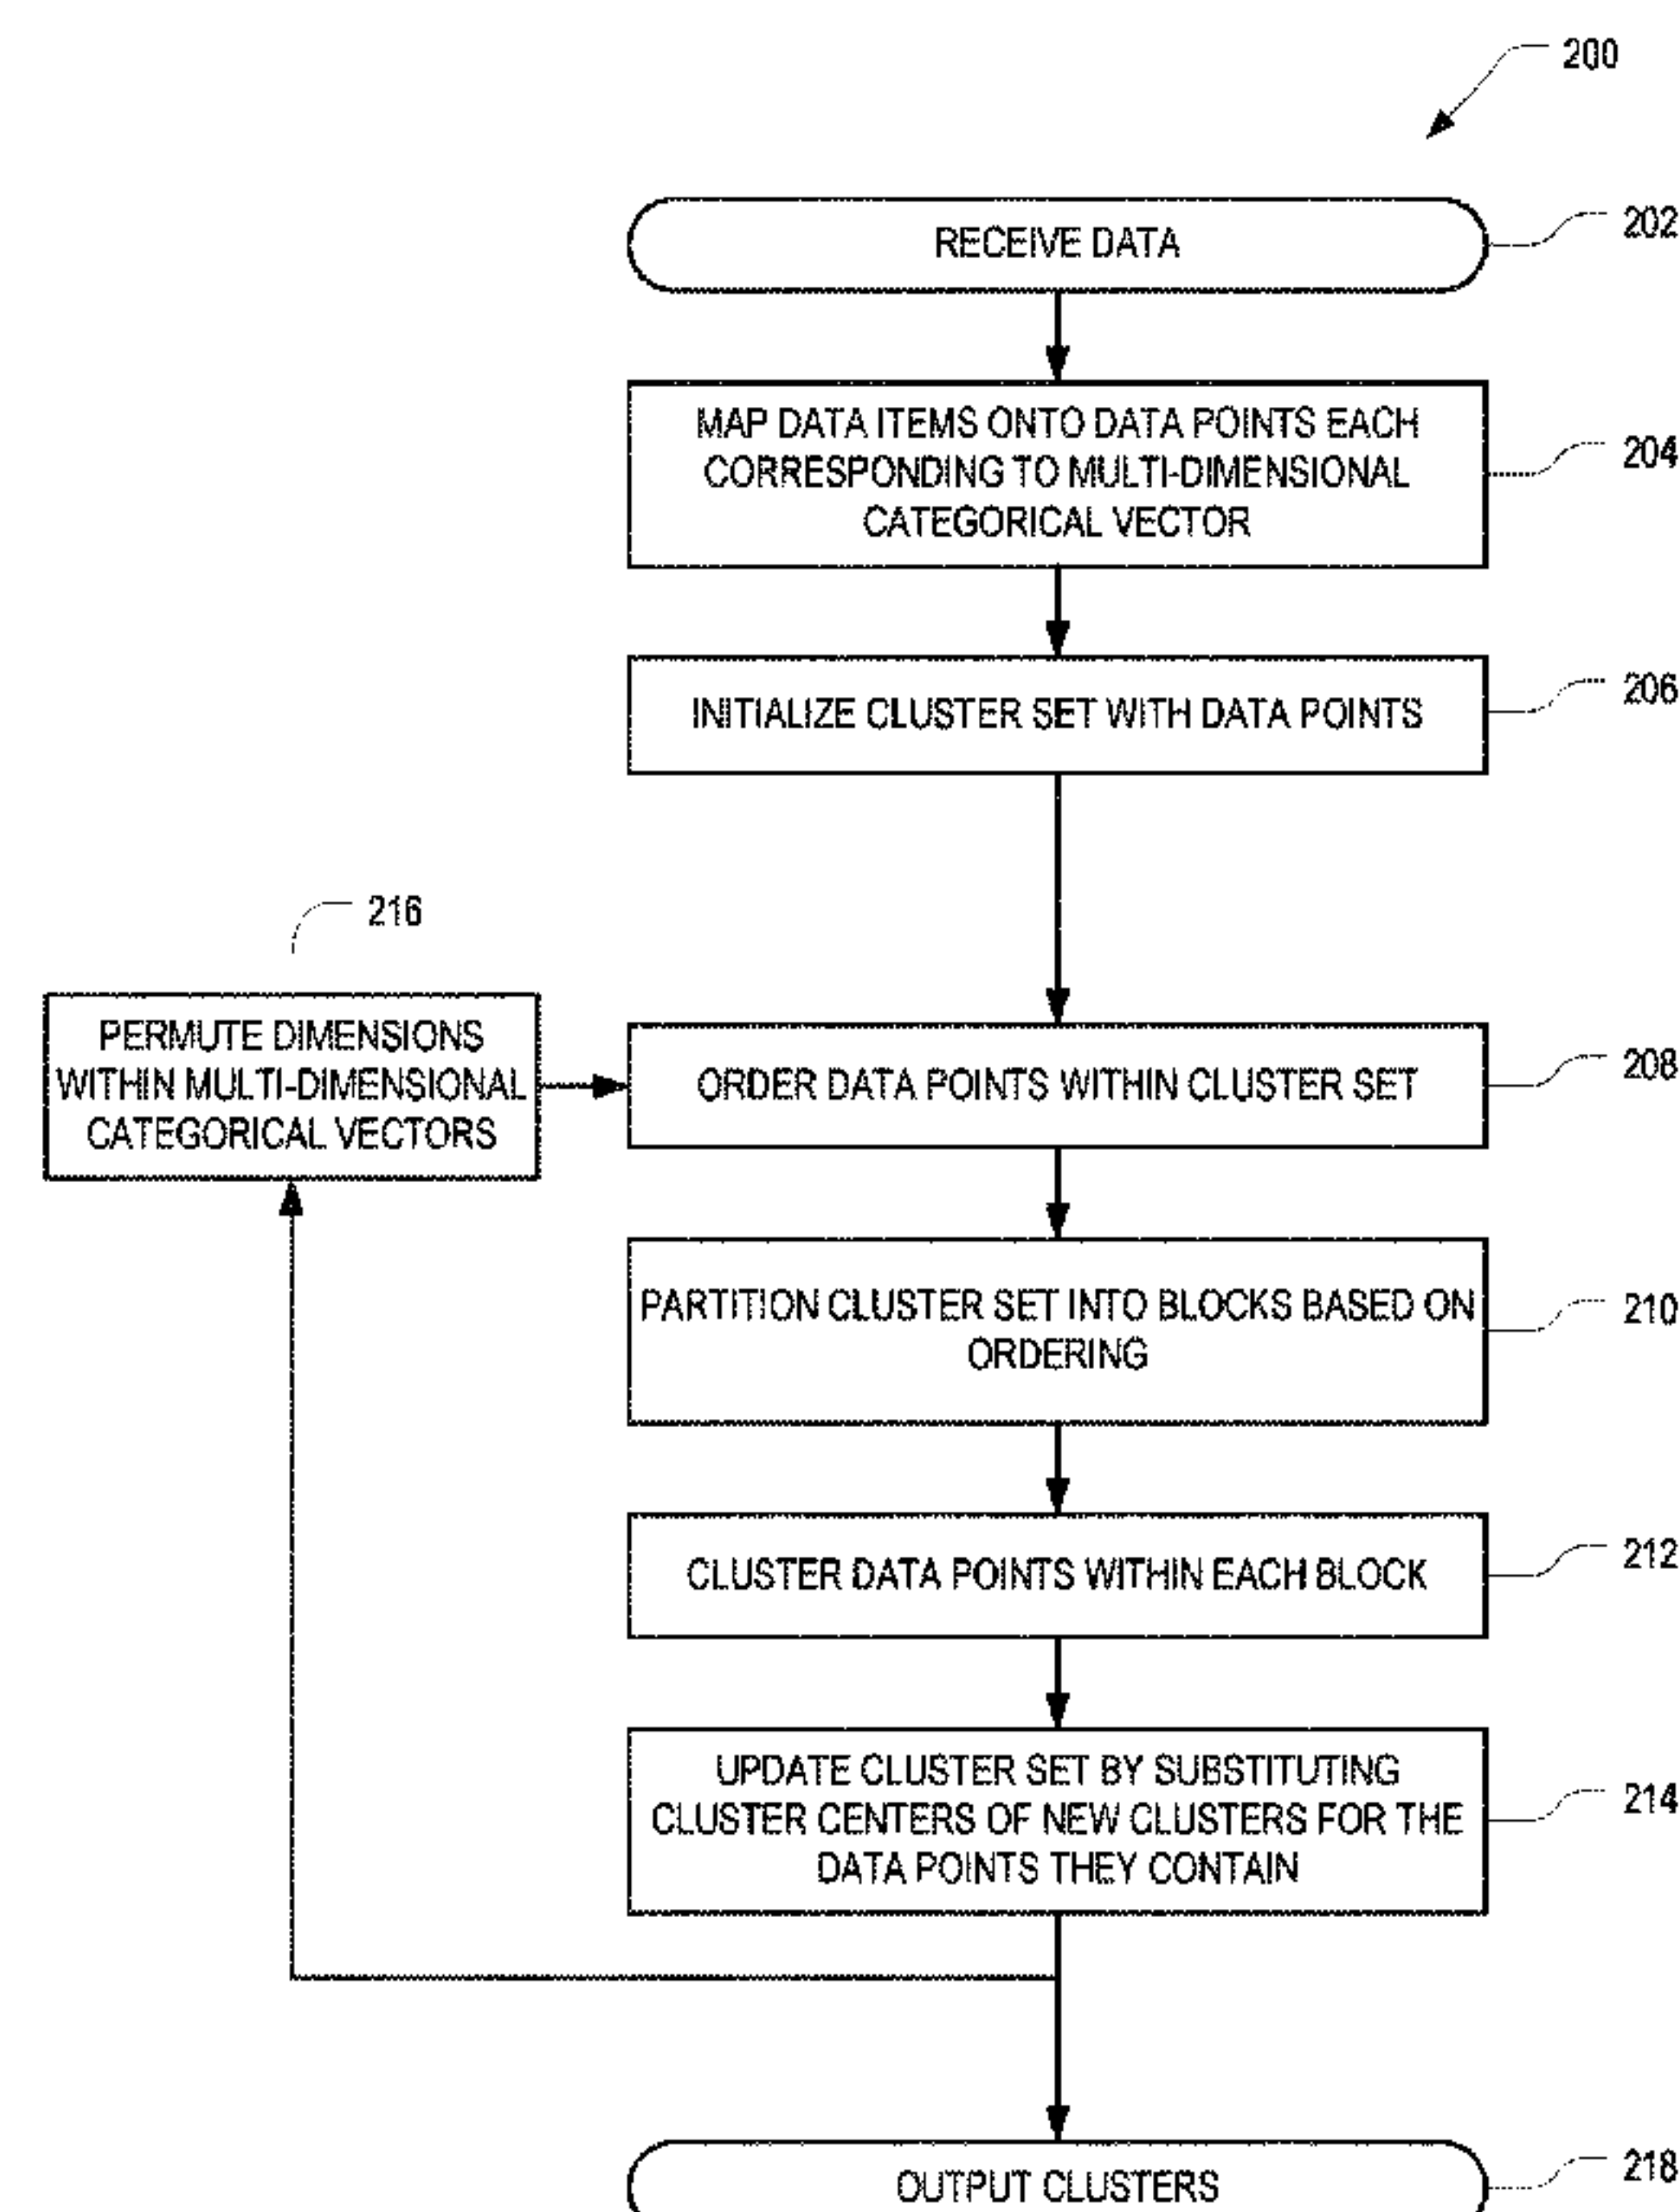 200
RECEIVE DATA
202
MAP DATA ITEMS ONTO DATA POINTS EACH
CORRESPONDING TO MULTI-DIMENSIONAL
CATEGORICAL VECTOR
204
INITIALIZE CLUSTER SET WITH DATA POINTS
206
216
PERMUTE DIMENSIONS
WITHIN MULTI-DIMENSIONAL
CATEGORICAL VECTORS
ORDER DATA POINTS WITHIN CLUSTER SET
208
PARTITION CLUSTER SET INTO BLOCKS BASED ON
ORDERING
210
CLUSTER DATA POINTS WITHIN EACH BLOCK
212
UPDATE CLUSTER SET BY SUBSTITUTING
CLUSTER CENTERS OF NEW CLUSTERS FOR THE
DATA POINTS THEY CONTAIN
214
OUTPUT CLUSTERS
218